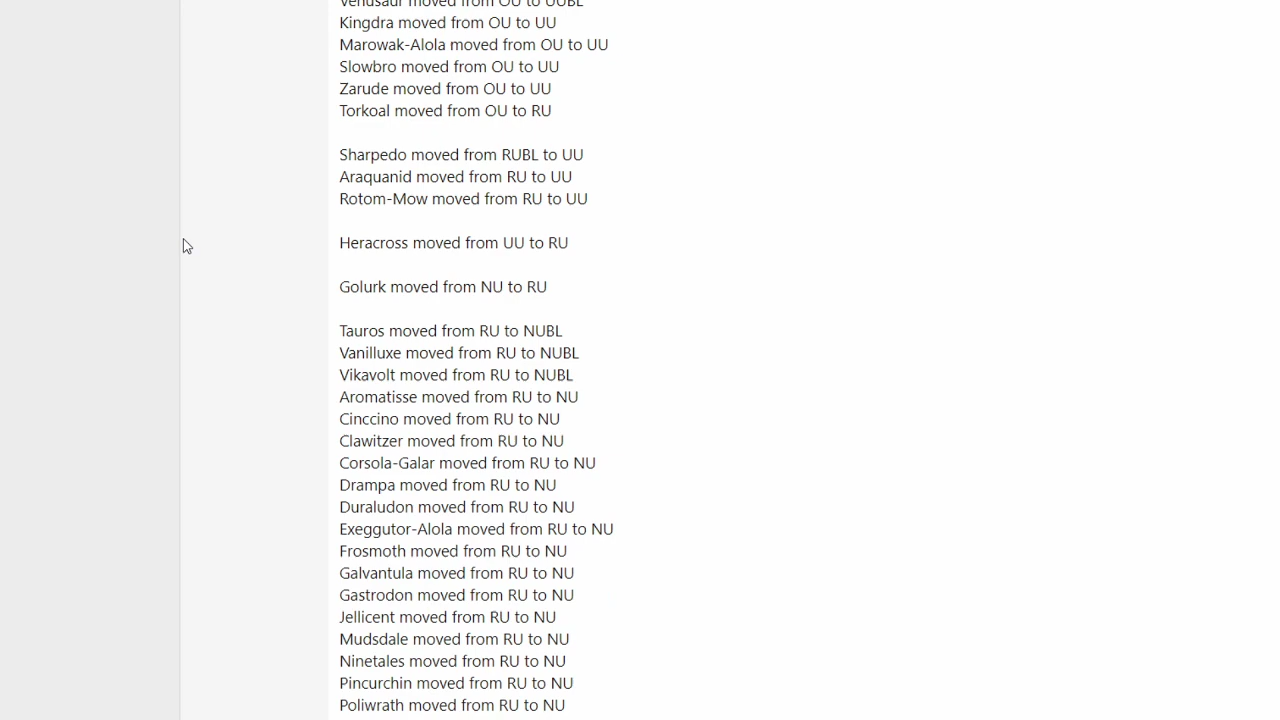 Venusaur moved from OU to UUBL
Kingdra moved from OU to UU
Marowak-Alola moved from OU to UU
Slowbro moved from OU to UU
Zarude moved from OU to UU
Torkoal moved from OU to RU
Sharpedo moved from RUBL to UU
Araquanid moved from RU to UU
Rotom-Mow moved from RU to UU
Heracross moved from UU to RU
Golurk moved from NU to RU
Tauros moved from RU to NUBL
Vanilluxe moved from RU to NUBL
Vikavolt moved from RU to NUBL
Aromatisse moved from RU to NU
Cinccino moved from RU to NU
Clawitzer moved from RU to NU
Corsola-Galar moved from RU to NU
Drampa moved from RU to NU
Duraludon moved from RU to NU
Exeggutor-Alola moved from RU to NU
Frosmoth moved from RU to NU
Galvantula moved from RU to NU
Gastrodon moved from RU to NU
Jellicent moved from RU to NU
Mudsdale moved from RU to NU
Ninetales moved from RU to NU
Pincurchin moved from RU to NU
Poliwrath moved from RU to NU